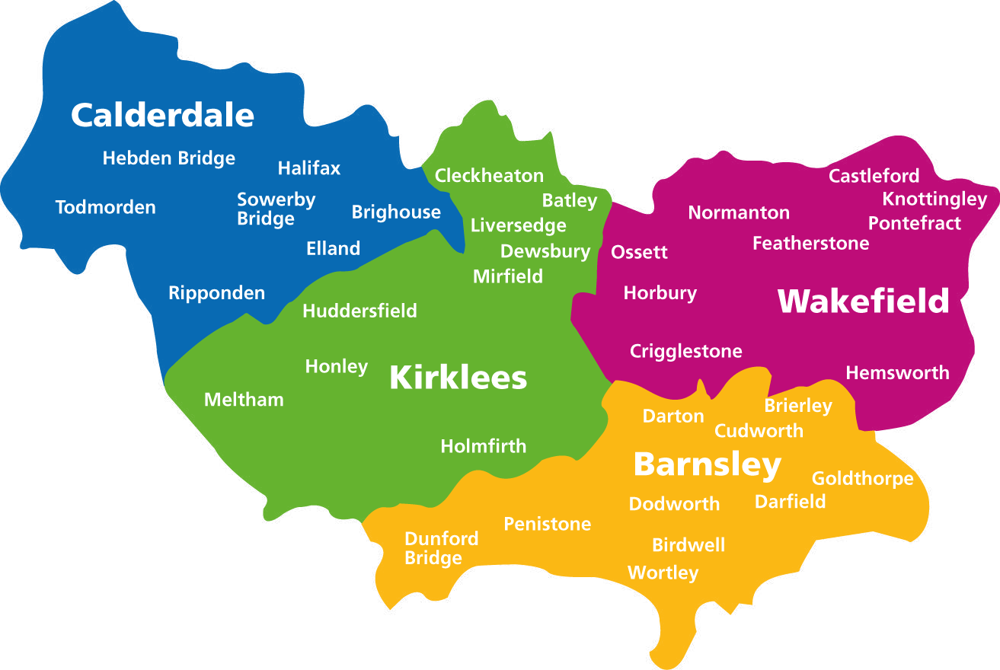 Calderdale
Hebden Bridge
Halifax
Todmorden
Sowerby
Bridge
Brighouse
Elland
Ripponden
Cleckheaton
Batley
Liversedge
Dewsbury
Mirfield
Huddersfield
Honley
Kirklees
Meltham
Holmfirth
Castleford
Knottingley
Normanton
Pontefract
Featherstone
Ossett
Horbury
Wakefield
Crigglestone
Hemsworth
Brierley
Darton
Cudworth
Barnsley
Goldthorpe
Dodworth
Darfield
Penistone
Dunford
Bridge
Birdwell
Wortley